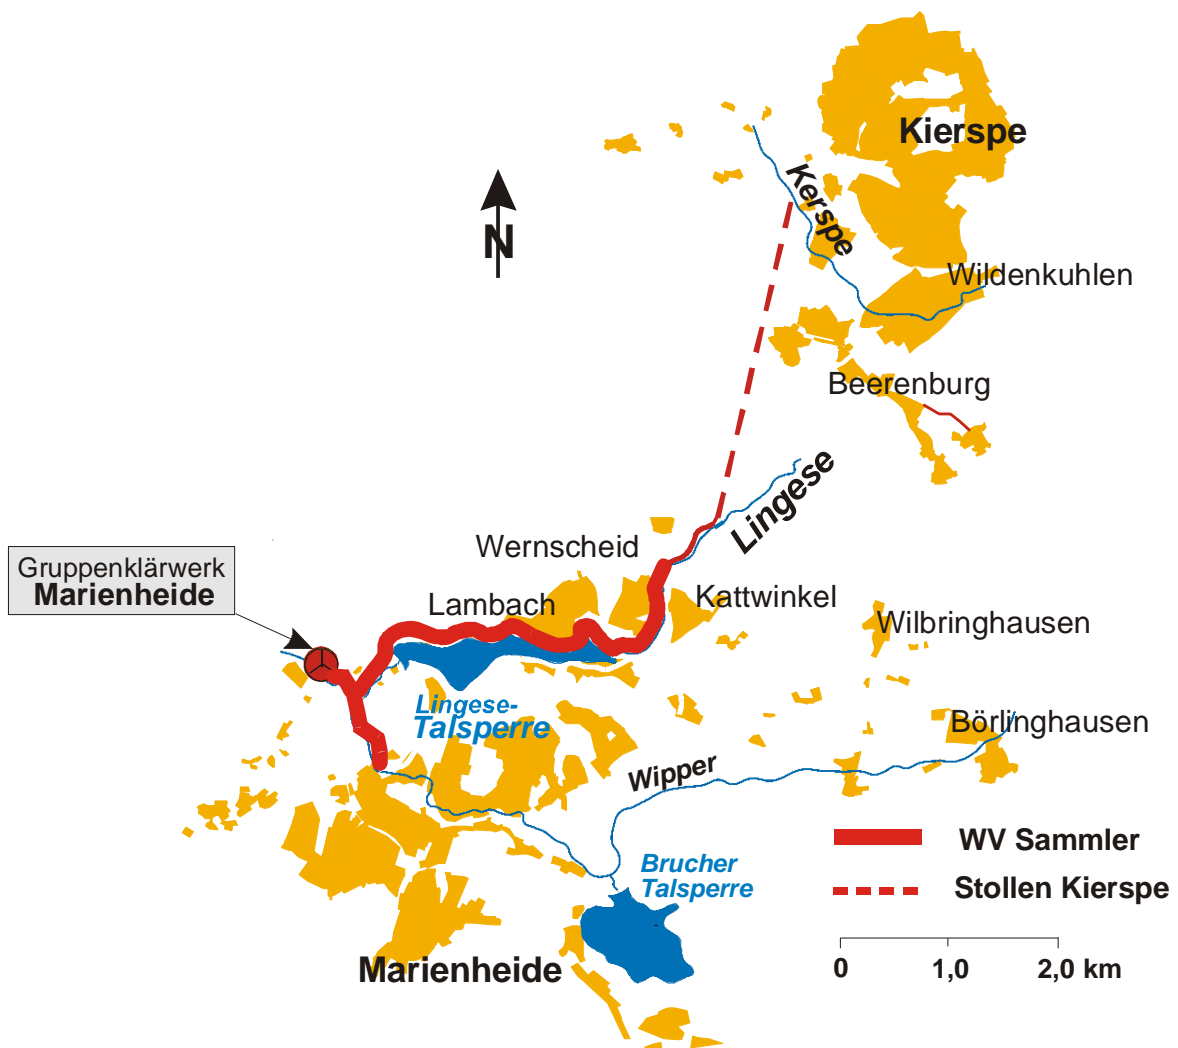 Kierspe
Kerspe
N
Wildenkuhlen
Beerenburg
Lingese
Wernscheid
Gruppenklärwerk
Marienheide
Kattwinkel
Lambach
Wilbringhausen
Lingese-
Talsperre
Börlinghausen
Wipper
WV Sammler
Brucher
Talsperre
Stollen Kierspe
Marienheide
0 1,0 2,0 km